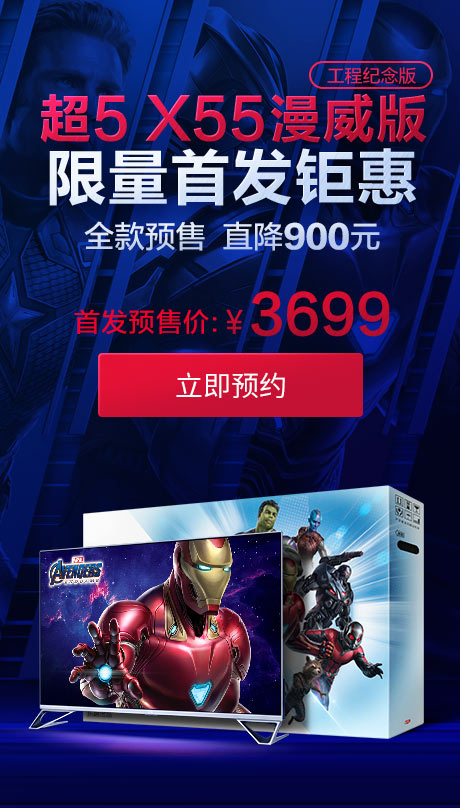 工程纪念版
超5 X55漫威版
限量首发钜惠
全款预售 直降900元
首发预售价:￥3699
立即预约
AVENGERS